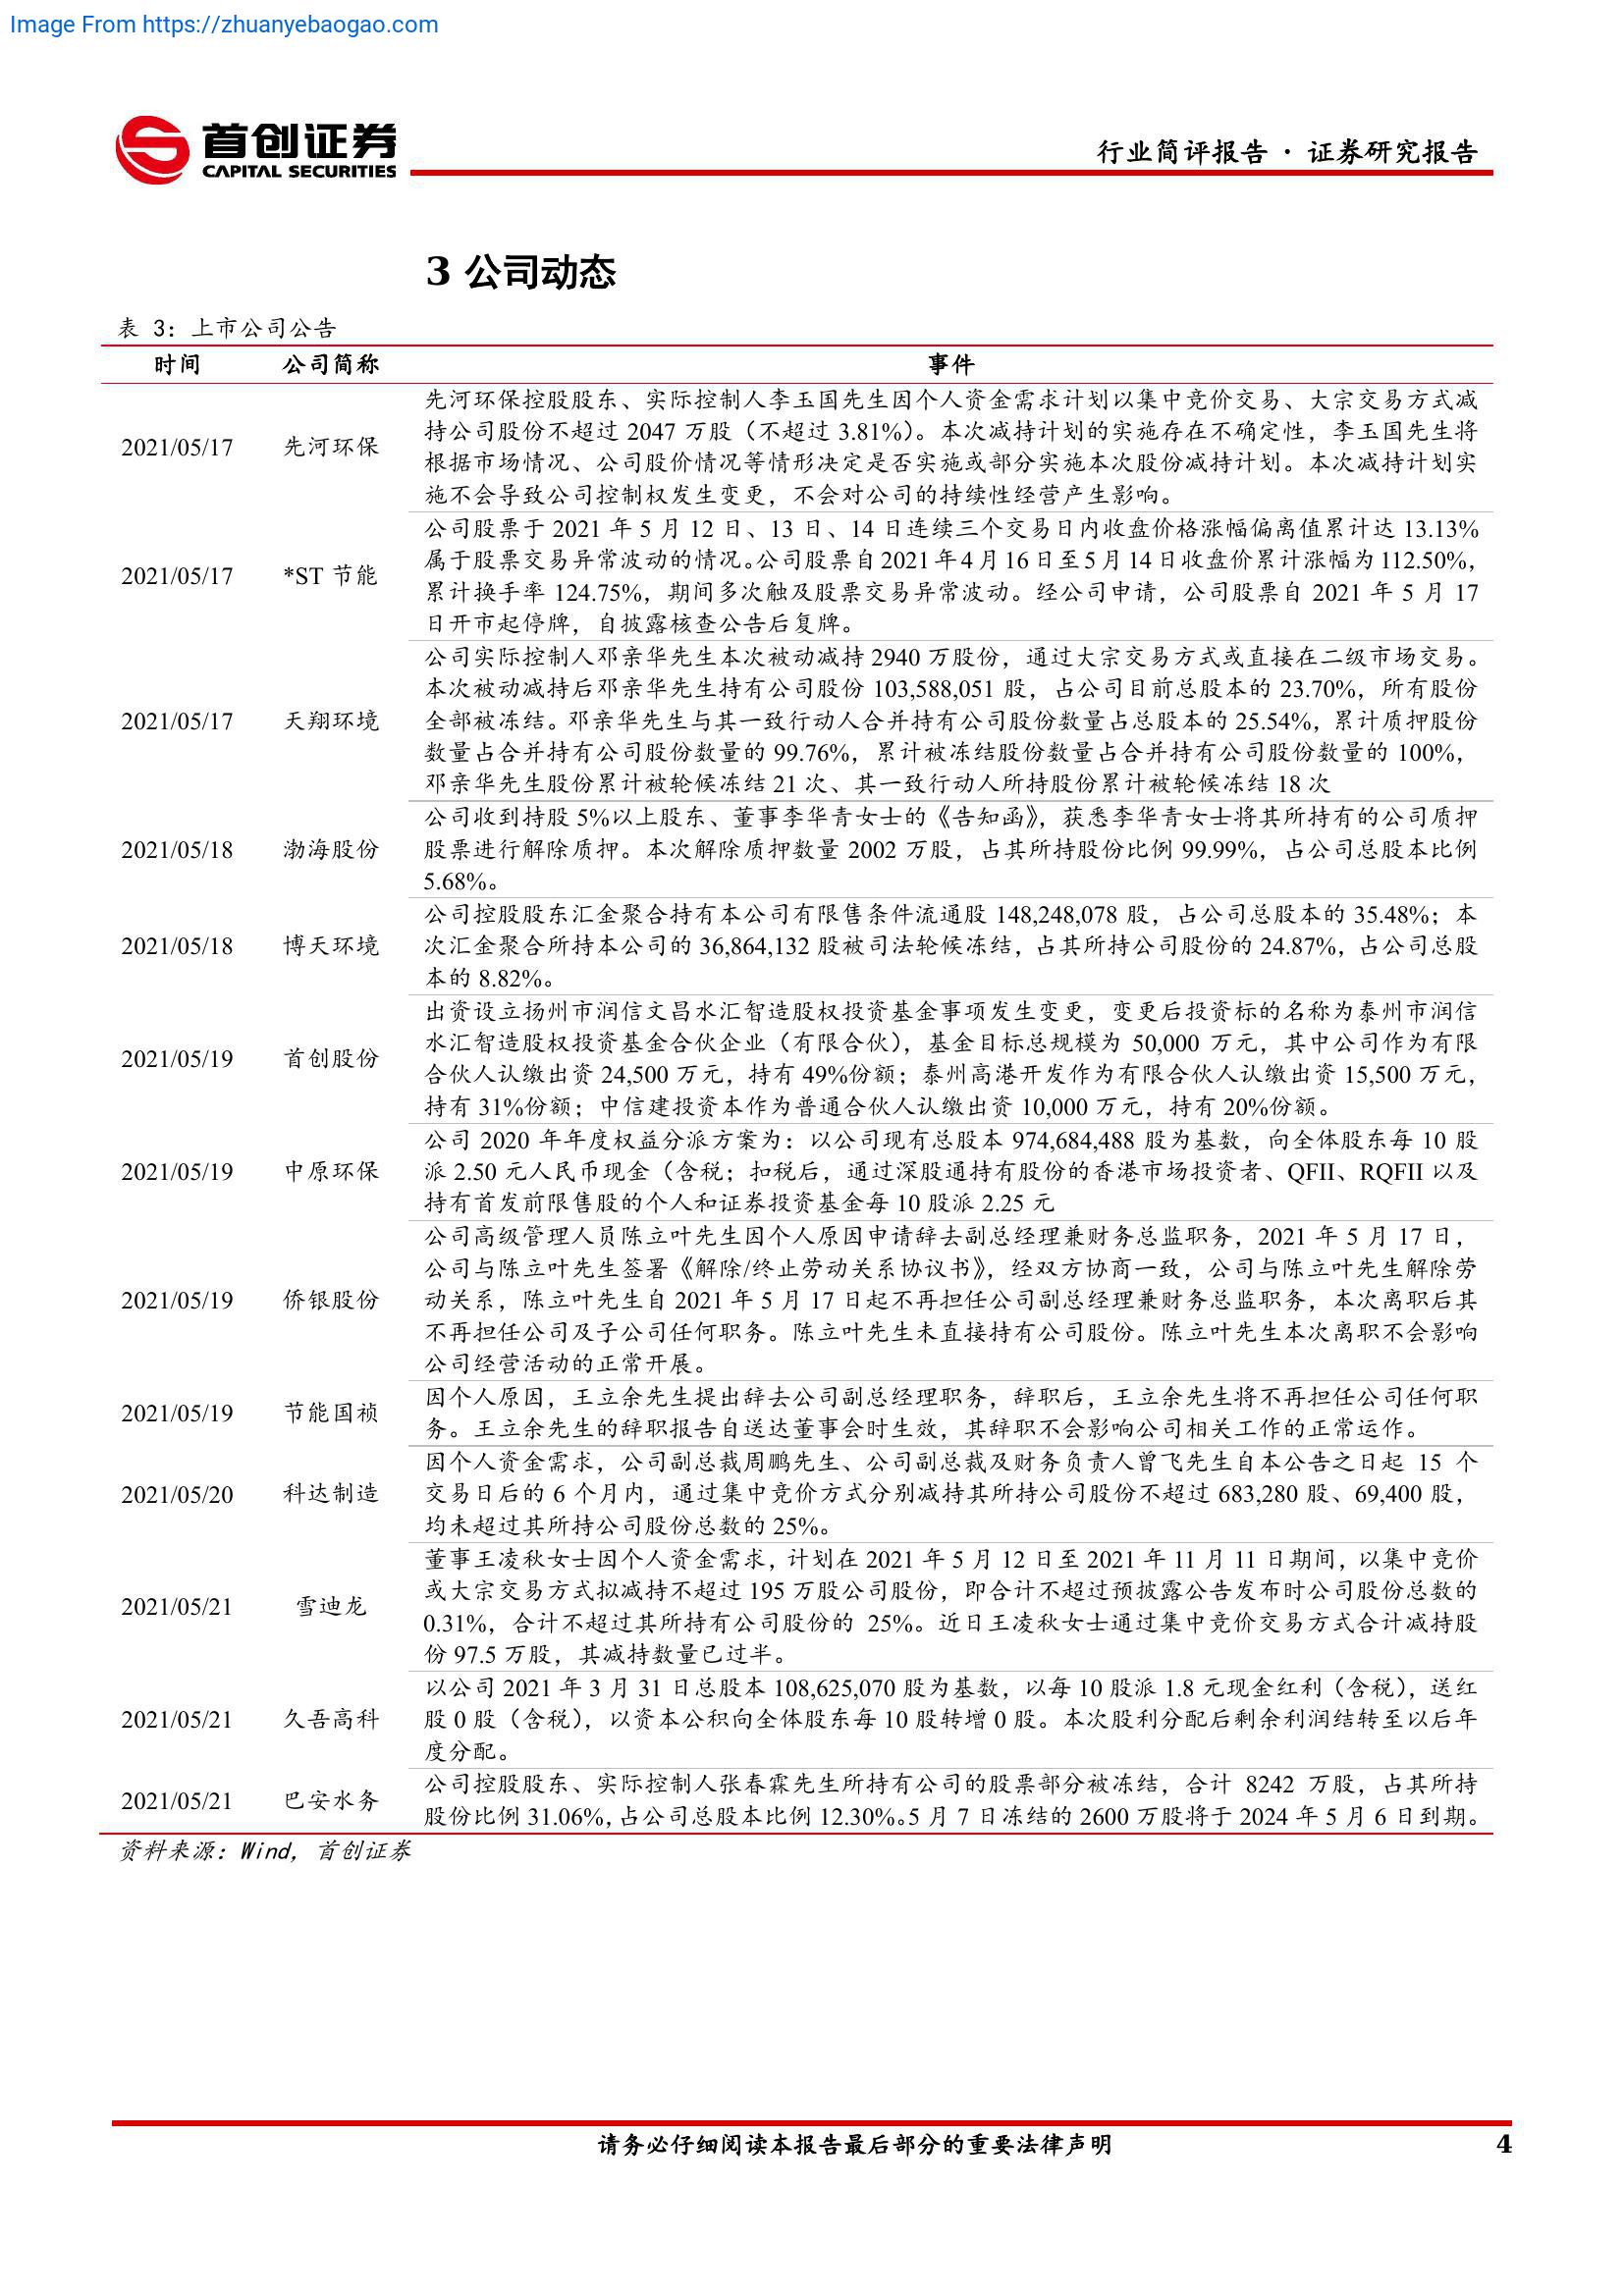 Image From https://zhuanyebaogao.com
首创证券
CAPITAL SECURITIES
行业简评报告·证券研究报告
3 公司动态
表 3：上市公司公告
时间 公司简称 事件
2021/05/17 先河环保
先河环保控股股东、实际控制人李玉国先生因个人资金需求计划以集中竞价交易、大宗交易方式减
持公司股份不超过 2047 万股（不超过 3.81%）。本次减持计划的实施存在不确定性，李玉国先生将
根据市场情况、公司股价情况等情形决定是否实施或部分实施本次股份减持计划。本次减持计划实
施不会导致公司控制权发生变更，不会对公司的持续性经营产生影响。
2021/05/17 *ST 节能
公司股票于 2021 年 5 月 12 日、13 日、14 日连续三个交易日内收盘价格涨幅偏离值累计达 13.13%
属于股票交易异常波动的情况。公司股票自 2021 年 4 月 16 日至 5 月 14 日收盘价累计涨幅为 112.50%，
累计换手率 124.75%，期间多次触及股票交易异常波动。经公司申请，公司股票自 2021 年 5 月 17
日开市起停牌，自披露核查公告后复牌。
2021/05/17 天翔环境
公司实际控制人邓亲华先生本次被动减持 2940 万股份，通过大宗交易方式或直接在二级市场交易。
本次被动减持后邓亲华先生持有公司股份 103,588,051 股，占公司目前总股本的 23.70%，所有股份
全部被冻结。邓亲华先生与其一致行动人合并持有公司股份数量占总股本的 25.54%，累计质押股份
数量占合并持有公司股份数量的 99.76%，累计被冻结股份数量占合并持有公司股份数量的 100%，
邓亲华先生股份累计被轮候冻结 21 次、其一致行动人所持股份累计被轮候冻结 18 次
2021/05/18 渤海股份
公司收到持股 5%以上股东、董事李华青女士的《告知函》，获悉李华青女士将其所持有的公司质押
股票进行解除质押。本次解除质押数量 2002 万股，占其所持股份比例 99.99%，占公司总股本比例
5.68%。
2021/05/18 博天环境
公司控股股东汇金聚合持有本公司有限售条件流通股 148,248,078 股，占公司总股本的 35.48%；本
次汇金聚合所持本公司的 36,864,132 股被司法轮候冻结，占其所持公司股份的 24.87%，占公司总股
本的 8.82%。
2021/05/19 首创股份
出资设立扬州市润信文昌水汇智造股权投资基金事项发生变更，变更后投资标的名称为泰州市润信
水汇智造股权投资基金合伙企业（有限合伙），基金目标总规模为 50,000 万元，其中公司作为有限
合伙人认缴出资 24,500 万元，持有 49%份额；泰州高港开发作为有限合伙人认缴出资 15,500 万元，
持有 31%份额；中信建投资本作为普通合伙人认缴出资 10,000 万元，持有 20%份额。
2021/05/19 中原环保
公司 2020 年年度权益分派方案为：以公司现有总股本 974,684,488 股为基数，向全体股东每 10 股
派 2.50 元人民币现金（含税；扣税后，通过深股通持有股份的香港市场投资者、QFII、RQFII 以及
持有首发前限售股的个人和证券投资基金每 10 股派 2.25 元
2021/05/19 侨银股份
公司高级管理人员陈立叶先生因个人原因申请辞去副总经理兼财务总监职务，2021 年 5 月 17 日，
公司与陈立叶先生签署《解除/终止劳动关系协议书》，经双方协商一致，公司与陈立叶先生解除劳
动关系，陈立叶先生自 2021 年 5 月 17 日起不再担任公司副总经理兼财务总监职务，本次离职后其
不再担任公司及子公司任何职务。陈立叶先生未直接持有公司股份。陈立叶先生本次离职不会影响
公司经营活动的正常开展。
2021/05/19 节能国祯
因个人原因，王立余先生提出辞去公司副总经理职务，辞职后，王立余先生将不再担任公司任何职
务。王立余先生的辞职报告自送达董事会时生效，其辞职不会影响公司相关工作的正常运作。
2021/05/20 科达制造
因个人资金需求，公司副总裁周鹏先生、公司副总裁及财务负责人曾飞先生自本公告之日起 15 个
交易日后的 6 个月内，通过集中竞价方式分别减持其所持公司股份不超过 683,280 股、69,400 股，
均未超过其所持公司股份总数的 25%。
2021/05/21 雪迪龙
董事王凌秋女士因个人资金需求，计划在 2021 年 5 月 12 日至 2021 年 11 月 11 日期间，以集中竞价
或大宗交易方式拟减持不超过 195 万股公司股份，即合计不超过预披露公告发布时公司股份总数的
0.31%，合计不超过其所持有公司股份的 25%。近日王凌秋女士通过集中竞价交易方式合计减持股
份 97.5 万股，其减持数量已过半。
2021/05/21 久吾高科
以公司 2021 年 3 月 31 日总股本 108,625,070 股为基数，以每 10 股派 1.8 元现金红利（含税），送红
股 0 股（含税），以资本公积向全体股东每 10 股转增 0 股。本次股利分配后剩余利润结转至以后年
度分配。
2021/05/21 巴安水务
公司控股股东、实际控制人张春霖先生所持有公司的股票部分被冻结，合计 8242 万股，占其所持
股份比例 31.06%，占公司总股本比例 12.30%。5 月 7 日冻结的 2600 万股将于 2024 年 5 月 6 日到期。
资料来源：Wind，首创证券
请务必仔细阅读本报告最后部分的重要法律声明
4